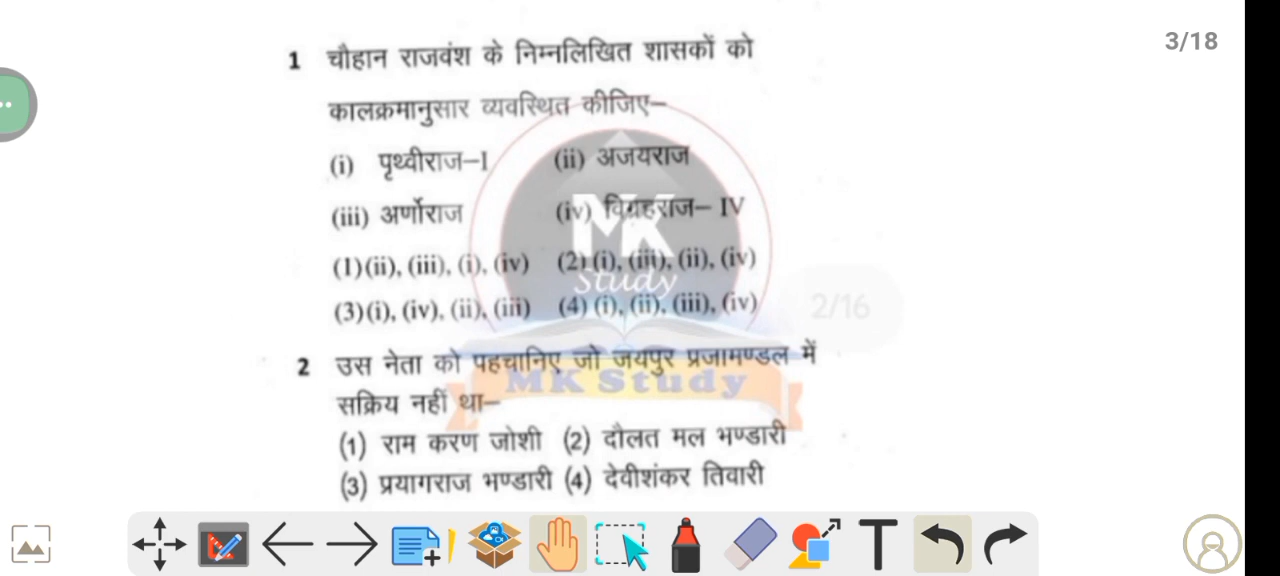 3/18
1 चौहान राजवंश के निम्नलिखित शासकों को
कालक्रमानुसार व्यवस्थित कीजिए–
(i) पृथ्वीराज–I (ii) अजयराज
(iii) अर्णोराज (iv) विग्रहराज– IV
MK
Study
(1)(ii), (iii), (i), (iv) (2) (i), (iii), (ii), (iv)
(3)(i), (iv), (ii), (iii) (4) (i), (ii), (iii), (iv)
2/16
2 उस नेता को पहचानिए जो जयपुर प्रजामण्डल में
MK Study
सक्रिय नहीं था–
(1) राम करण जोशी (2) दौलत मल भण्डारी
(3) प्रयागराज भण्डारी (4) देवीशंकर तिवारी
T